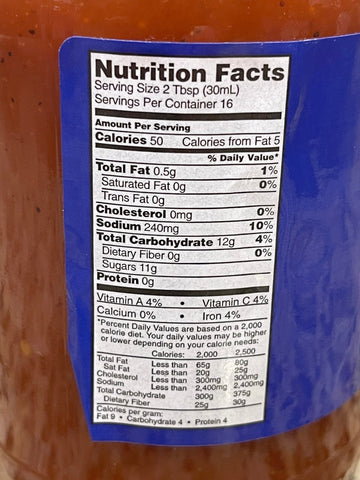 Nutrition Facts
Serving Size 2 Tbsp (30mL)
Servings Per Container 16
Amount Per Serving
Calories 50 Calories from Fat 5
% Daily Value*
Total Fat 0.5g 1%
Saturated Fat 0g 0%
Trans Fat 0g
Cholesterol 0mg 0%
Sodium 240mg 10%
Total Carbohydrate 12g 4%
Dietary Fiber 0g 0%
Sugars 11g
Protein 0g
Vitamin A 4% • Vitamin C 4%
Calcium 0% • Iron 4%
*Percent Daily Values are based on a 2,000
calorie diet. Your daily values may be higher
or lower depending on your calorie needs:
Calories: 2,000 2,500
Total Fat Less than 65g 80g
Sat Fat Less than 20g 25g
Cholesterol Less than 300mg 300mg
Sodium Less than 2,400mg 2,400mg
Total Carbohydrate 300g 375g
Dietary Fiber 25g 30g
Calories per gram:
Fat 9 • Carbohydrate 4 • Protein 4